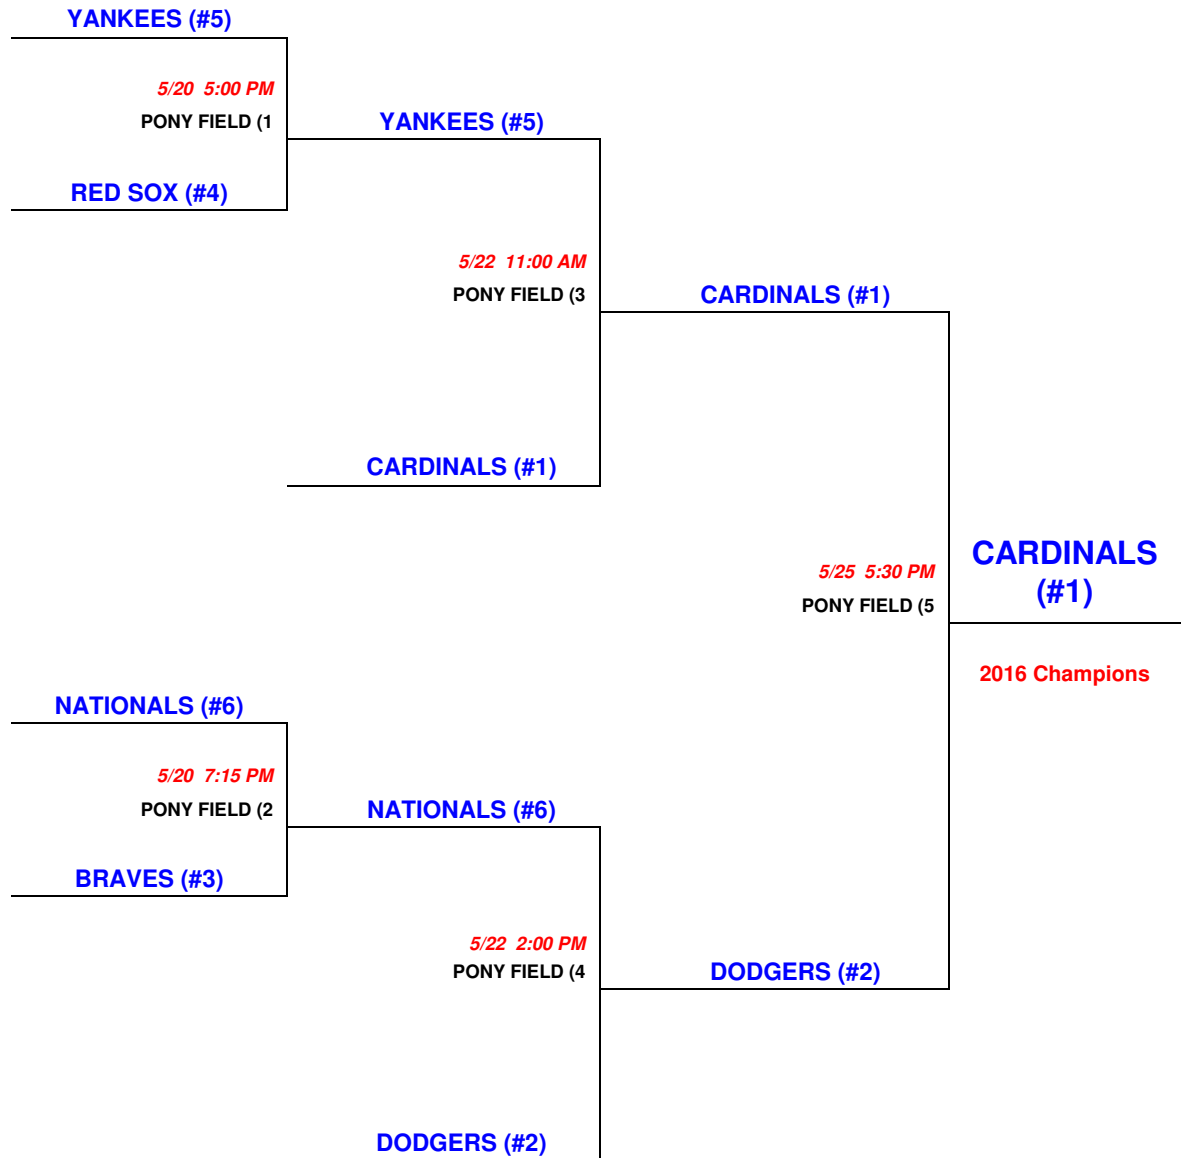 YANKEES (#5)
5/20 5:00 PM
PONY FIELD (1
YANKEES (#5)
RED SOX (#4)
5/22 11:00 AM
PONY FIELD (3
CARDINALS (#1)
CARDINALS (#1)
CARDINALS
(#1)
5/25 5:30 PM
PONY FIELD (5
2016 Champions
NATIONALS (#6)
5/20 7:15 PM
PONY FIELD (2
NATIONALS (#6)
BRAVES (#3)
5/22 2:00 PM
PONY FIELD (4
DODGERS (#2)
DODGERS (#2)